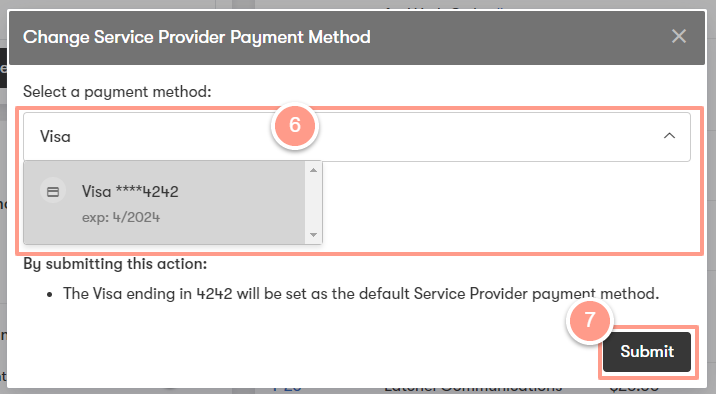 Change Service Provider Payment Method
Select a payment method:
6
Visa
Visa ****4242
exp: 4/2024
By submitting this action:
• The Visa ending in 4242 will be set as the default Service Provider payment method.
7
Submit